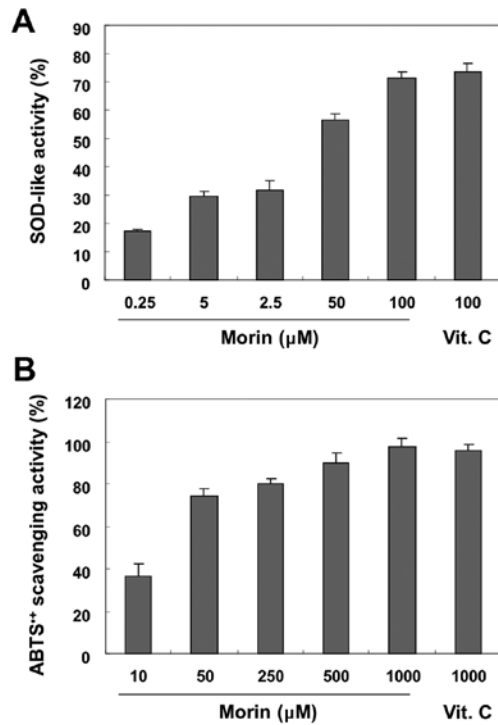 A
SOD-like activity (%)
90
80
70
60
50
40
30
20
10
0
0.25 5 2.5 50 100 100
Morin (μM) Vit. C
B
ABTS•+ scavenging activity (%)
120
100
80
60
40
20
0
10 50 250 500 1000 1000
Morin (μM) Vit. C